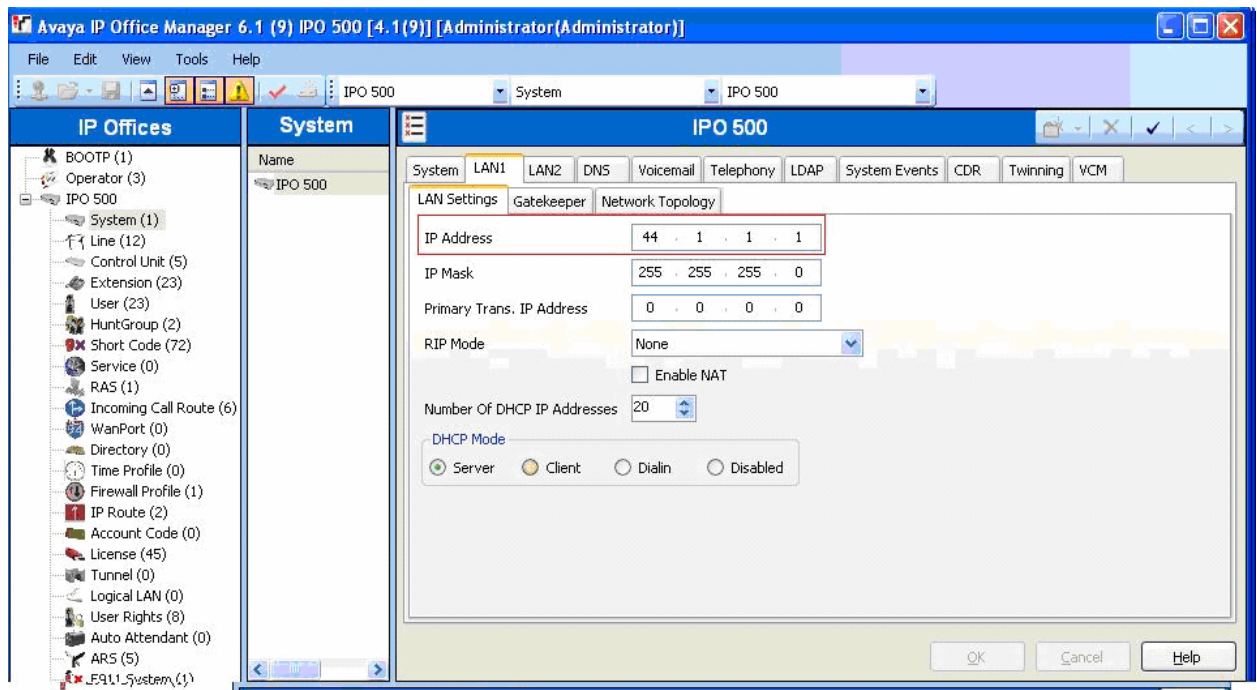 Avaya IP Office Manager 6.1 (9) IPO 500 [4.1(9)] [Administrator(Administrator)]
File Edit View Tools Help
IPO 500 System IPO 500
IP Offices
BOOTP (1)
Operator (3)
IPO 500
System (1)
Line (12)
Control Unit (5)
Extension (23)
User (23)
HuntGroup (2)
Short Code (72)
Service (0)
RAS (1)
Incoming Call Route (6)
WanPort (0)
Directory (0)
Time Profile (0)
Firewall Profile (1)
IP Route (2)
Account Code (0)
License (45)
Tunnel (0)
Logical LAN (0)
User Rights (8)
Auto Attendant (0)
ARS (5)
E911 System (1)
System
Name
IPO 500
IPO 500
System LAN1 LAN2 DNS Voicemail Telephony LDAP System Events CDR Twinning VCM
LAN Settings Gatekeeper Network Topology
IP Address 44 . 1 . 1 . 1
IP Mask 255 . 255 . 255 . 0
Primary Trans. IP Address 0 . 0 . 0 . 0
RIP Mode None
Enable NAT
Number Of DHCP IP Addresses 20
DHCP Mode
Server Client Dialin Disabled
OK Cancel Help